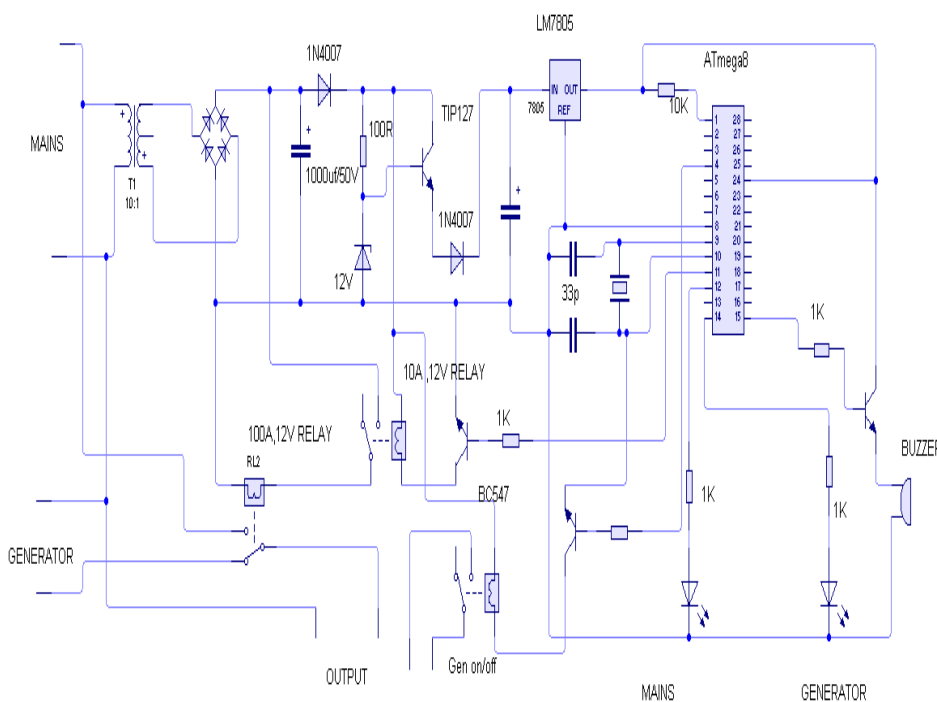 LM7805
1N4007
ATmega8
IN OUT
7805
REF
10K
MAINS
TIP127
100R
1000uf/50V
T1
10:1
1N4007
12V
33p
1 28
2 27
3 26
4 25
5 24
6 23
7 22
8 21
9 20
10 19
11 18
12 17
13 16
14 15
1K
10A ,12V RELAY
1K
100A,12V RELAY
RL2
BUZZER
BC547
1K
1K
GENERATOR
OUTPUT
Gen on/off
MAINS
GENERATOR